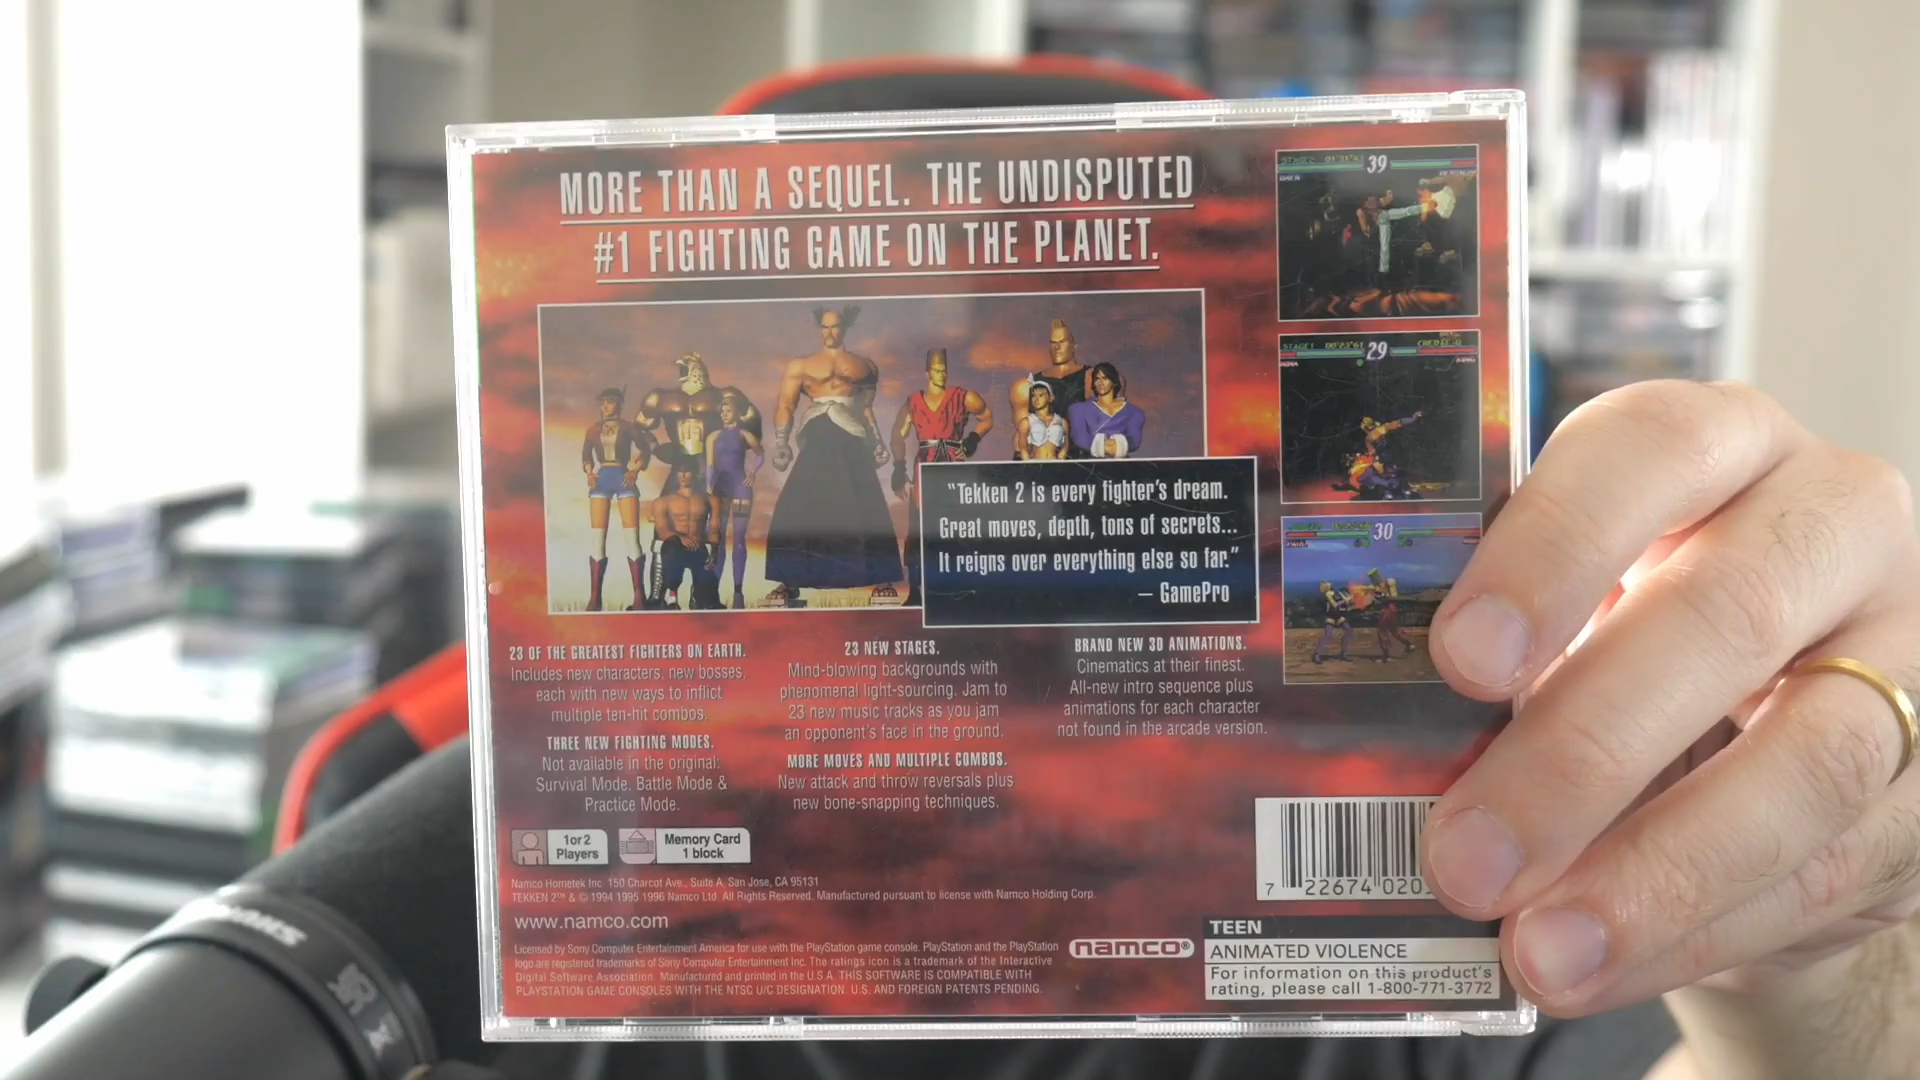 MORE THAN A SEQUEL. THE UNDISPUTED
#1 FIGHTING GAME ON THE PLANET.
39
STAGE 1
29
30
"Tekken 2 is every fighter's dream.
Great moves, depth, tons of secrets...
It reigns over everything else so far."
— GamePro
23 OF THE GREATEST FIGHTERS ON EARTH.
Includes new characters, new bosses,
each with new ways to inflict
multiple ten-hit combos.
THREE NEW FIGHTING MODES.
Not available in the original:
Survival Mode, Battle Mode &
Practice Mode.
23 NEW STAGES.
Mind-blowing backgrounds with
phenomenal light-sourcing. Jam to
23 new music tracks as you jam
an opponent's face in the ground.
MORE MOVES AND MULTIPLE COMBOS.
New attack and throw reversals plus
new bone-snapping techniques.
BRAND NEW 3D ANIMATIONS.
Cinematics at their finest.
All-new intro sequence plus
animations for each character
not found in the arcade version.
1 or 2
Players
Memory Card
1 block
Namco Hometek Inc. 150 Charcot Ave., Suite A, San Jose, CA 95131
TEKKEN 2™ & © 1994 1995 1996 Namco Ltd. All Rights Reserved. Manufactured pursuant to license with Namco Holding Corp.
www.namco.com
Licensed by Sony Computer Entertainment America for use with the PlayStation game console. PlayStation and the PlayStation
logo are registered trademarks of Sony Computer Entertainment Inc. The ratings icon is a trademark of the Interactive
Digital Software Association. Manufactured and printed in the U.S.A. THIS SOFTWARE IS COMPATIBLE WITH
PLAYSTATION GAME CONSOLES WITH THE NTSC U/C DESIGNATION. U.S. AND FOREIGN PATENTS PENDING.
namco®
7 22674 020
TEEN
ANIMATED VIOLENCE
For information on this product's
rating, please call 1-800-771-3772